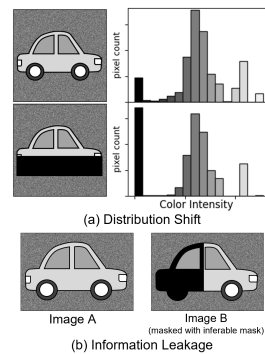 pixel count
pixel count
Color Intensity
(a) Distribution Shift
Image A
Image B
(masked with inferable mask)
(b) Information Leakage